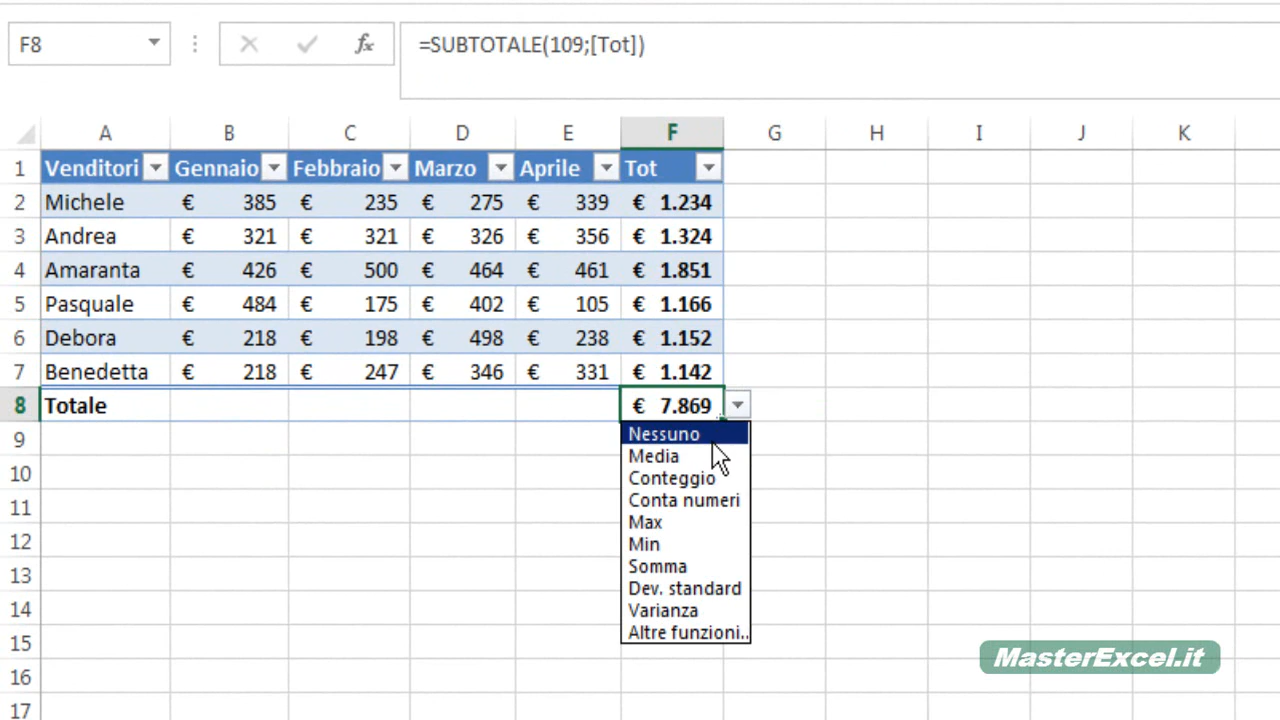 F8 =SUBTOTALE(109;[Tot])
A B C D E F G H I J K
1 Venditori Gennaio Febbraio Marzo Aprile Tot
2 Michele € 385 € 235 € 275 € 339 € 1.234
3 Andrea € 321 € 321 € 326 € 356 € 1.324
4 Amaranta € 426 € 500 € 464 € 461 € 1.851
5 Pasquale € 484 € 175 € 402 € 105 € 1.166
6 Debora € 218 € 198 € 498 € 238 € 1.152
7 Benedetta € 218 € 247 € 346 € 331 € 1.142
8 Totale € 7.869
9 Nessuno
Media
10 Conteggio
Conta numeri
11
12 Max
Min
13 Somma
Dev. standard
14 Varianza
15 Altre funzioni..
16
17
MasterExcel.it